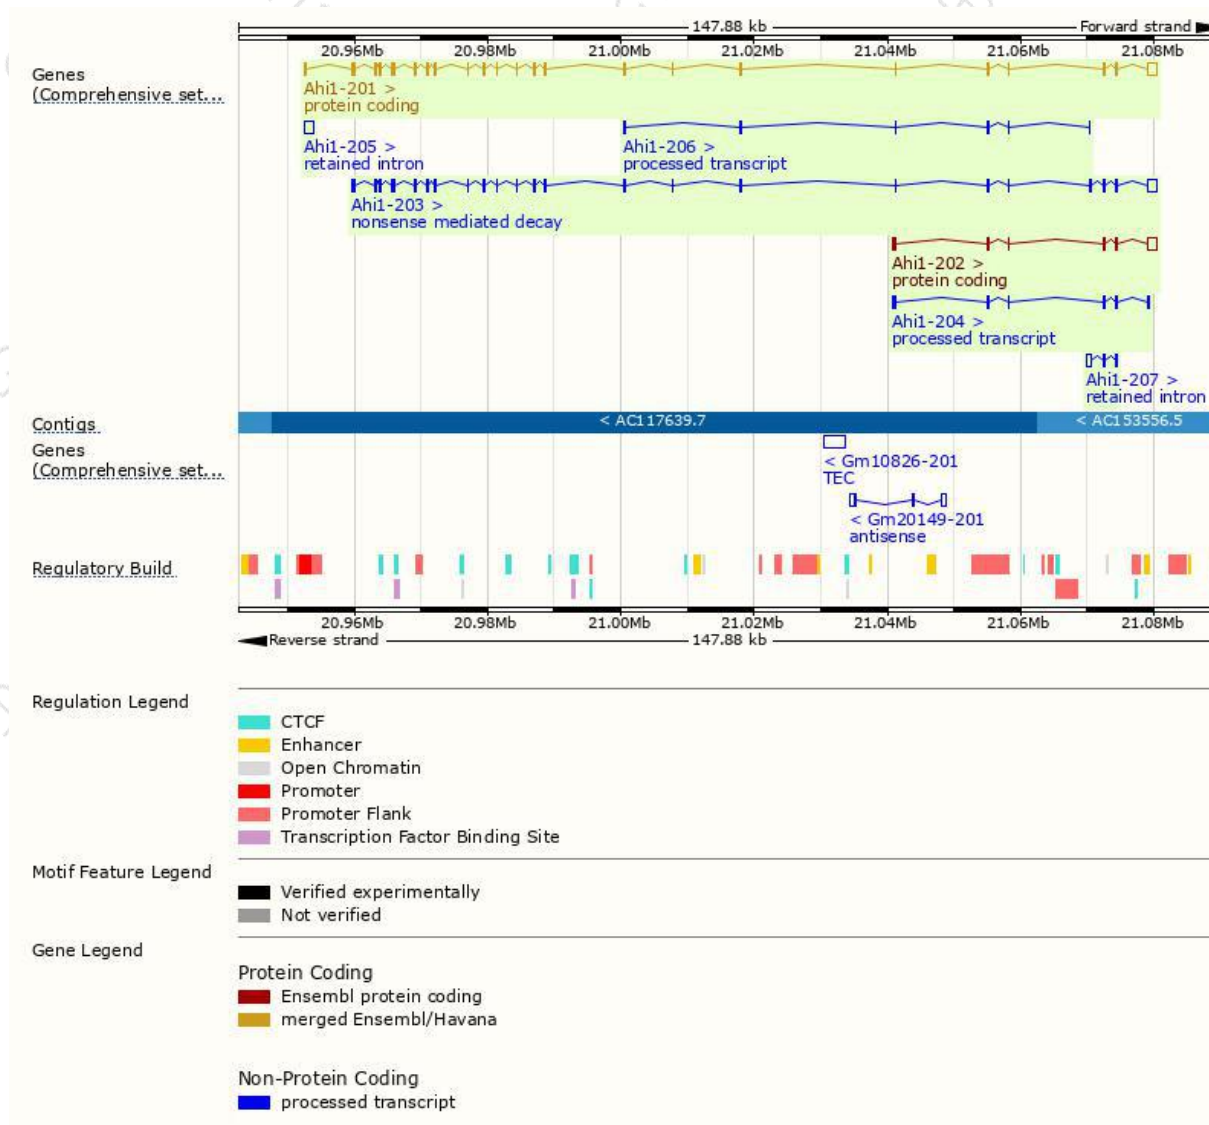 147.88 kb Forward strand
20.96Mb 20.98Mb 21.00Mb 21.02Mb 21.04Mb 21.06Mb 21.08Mb
Genes
(Comprehensive set...
Ahi1-201 >
protein coding
Ahi1-205 > Ahi1-206 >
retained intron processed transcript
Ahi1-203 >
nonsense mediated decay
Ahi1-202 >
protein coding
Ahi1-204 >
processed transcript
Ahi1-207 >
retained intron
Contigs < AC117639.7 < AC153556.5
Genes
(Comprehensive set...
< Gm10826-201
TEC
< Gm20149-201
antisense
Regulatory Build
20.96Mb 20.98Mb 21.00Mb 21.02Mb 21.04Mb 21.06Mb 21.08Mb
Reverse strand 147.88 kb
Regulation Legend
CTCF
Enhancer
Open Chromatin
Promoter
Promoter Flank
Transcription Factor Binding Site
Motif Feature Legend
Verified experimentally
Not verified
Gene Legend
Protein Coding
Ensembl protein coding
merged Ensembl/Havana
Non-Protein Coding
processed transcript